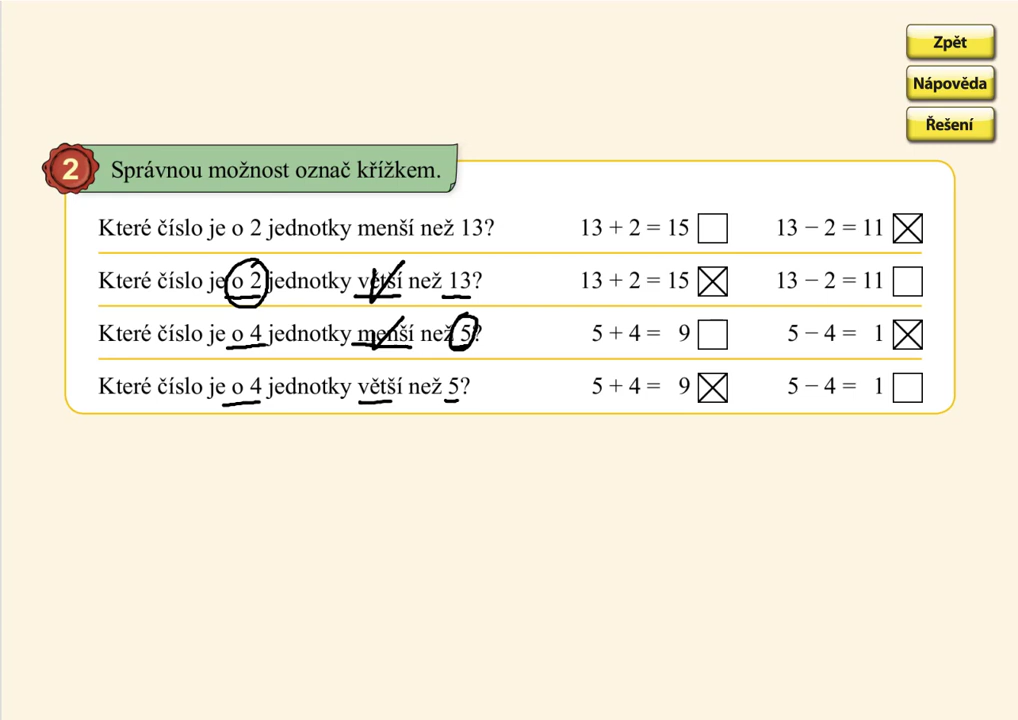 Zpět
Nápověda
Řešení
2 Správnou možnost označ křížkem.
Které číslo je o 2 jednotky menší než 13? 13 + 2 = 15 13 − 2 = 11
Které číslo je o 2 jednotky větší než 13? 13 + 2 = 15 13 − 2 = 11
Které číslo je o 4 jednotky menší než 5? 5 + 4 = 9 5 − 4 = 1
Které číslo je o 4 jednotky větší než 5? 5 + 4 = 9 5 − 4 = 1